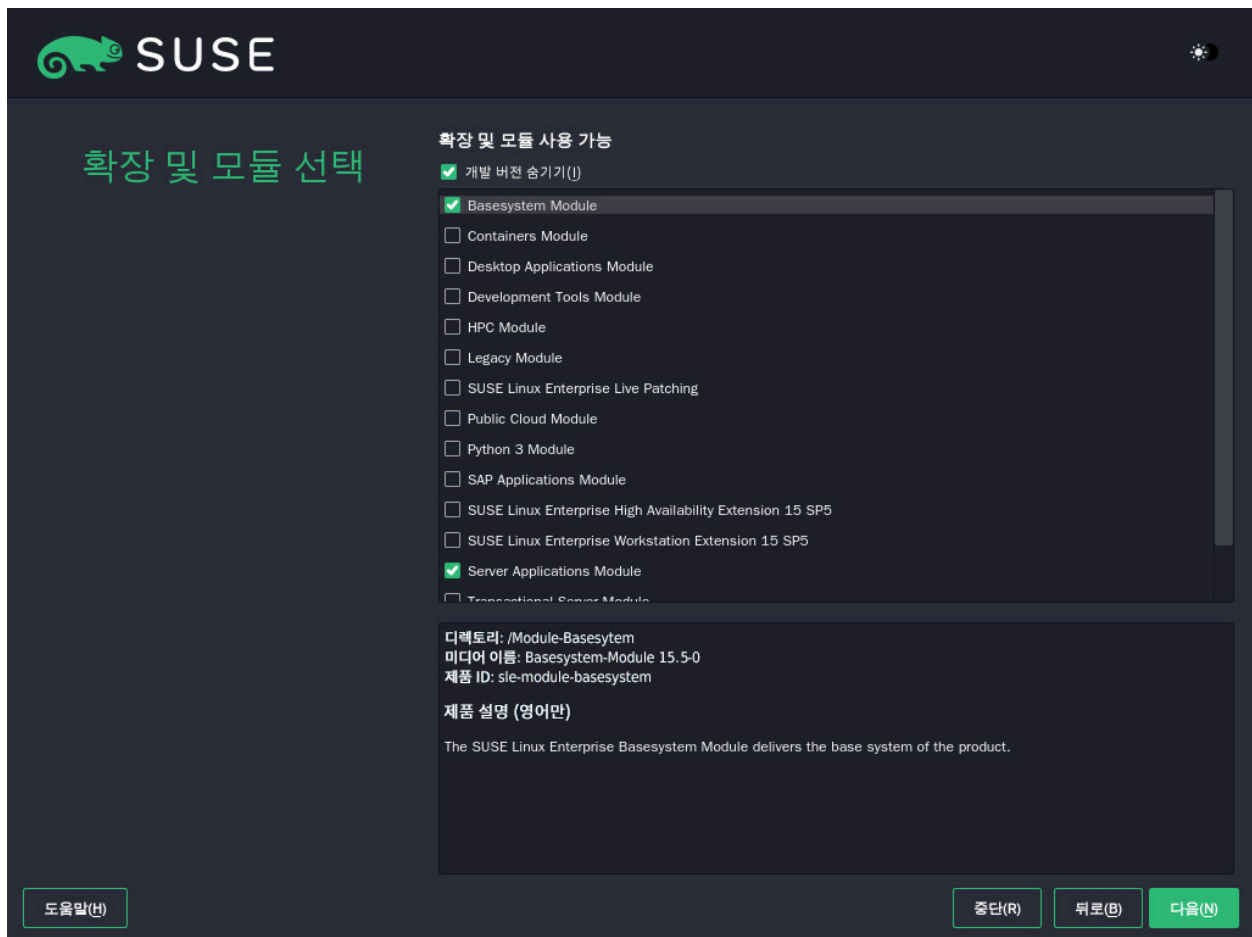 SUSE
확장 및 모듈 선택
확장 및 모듈 사용 가능
개발 버전 숨기기(I)
Basesystem Module
Containers Module
Desktop Applications Module
Development Tools Module
HPC Module
Legacy Module
SUSE Linux Enterprise Live Patching
Public Cloud Module
Python 3 Module
SAP Applications Module
SUSE Linux Enterprise High Availability Extension 15 SP5
SUSE Linux Enterprise Workstation Extension 15 SP5
Server Applications Module
Transactional Server Module
디렉토리: /Module-Basesytem
미디어 이름: Basesystem-Module 15.5-0
제품 ID: sle-module-basesystem
제품 설명 (영어만)
The SUSE Linux Enterprise Basesystem Module delivers the base system of the product.
도움말(H)
중단(R)
뒤로(B)
다음(N)